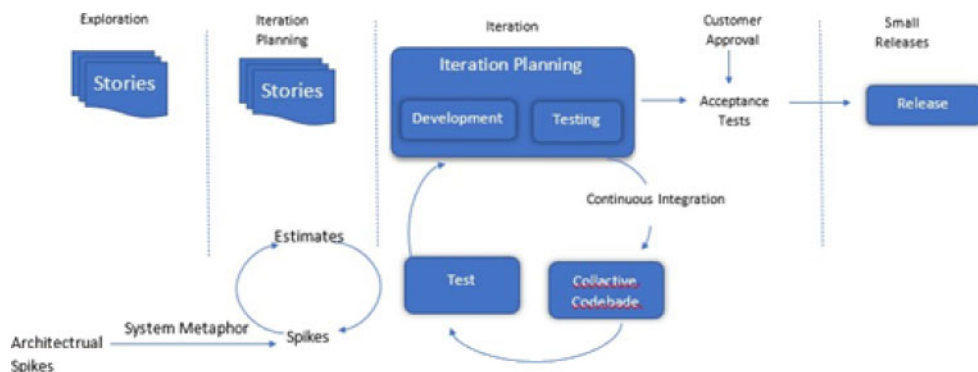 Exploration
Iteration
Planning
Iteration
Customer
Approval
Small
Releases
Stories
Stories
Iteration Planning
Development
Testing
Acceptance
Tests
Release
Continuous Integration
Estimates
Test
Collactive
Codebade
System Metaphor
Spikes
Architectrual
Spikes